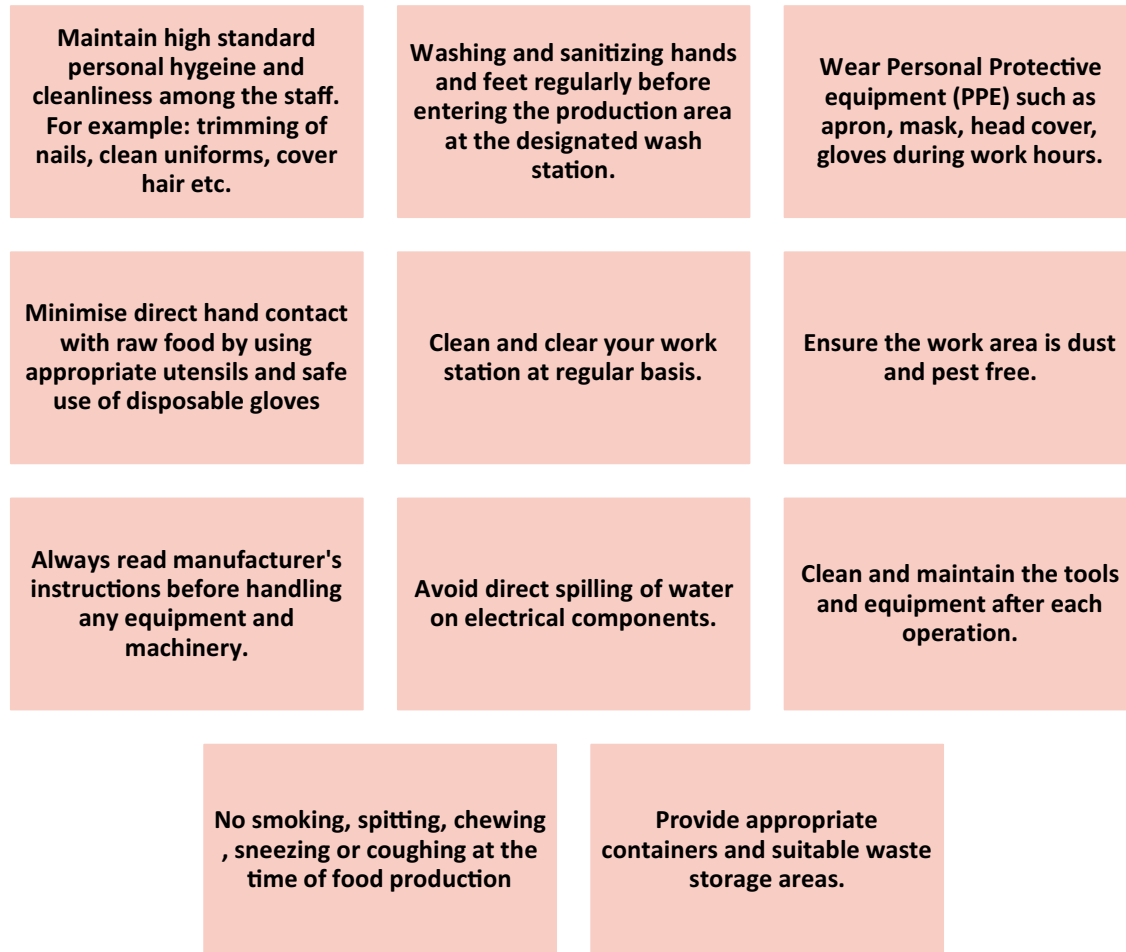 Maintain high standard
personal hygeine and
cleanliness among the staff.
For example: trimming of
nails, clean uniforms, cover
hair etc.
Washing and sanitizing hands
and feet regularly before
entering the production area
at the designated wash
station.
Wear Personal Protective
equipment (PPE) such as
apron, mask, head cover,
gloves during work hours.
Minimise direct hand contact
with raw food by using
appropriate utensils and safe
use of disposable gloves
Clean and clear your work
station at regular basis.
Ensure the work area is dust
and pest free.
Always read manufacturer's
instructions before handling
any equipment and
machinery.
Avoid direct spilling of water
on electrical components.
Clean and maintain the tools
and equipment after each
operation.
No smoking, spitting, chewing
, sneezing or coughing at the
time of food production
Provide appropriate
containers and suitable waste
storage areas.